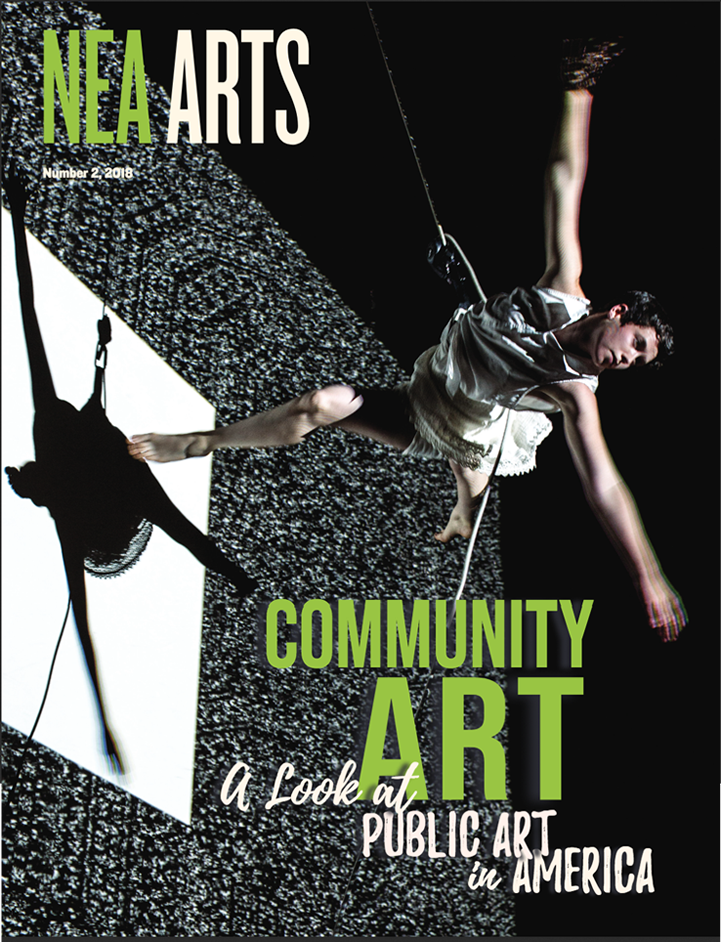 NEA ARTS
Number 2, 2018
COMMUNITY
ART
A Look at
PUBLIC ART
in AMERICA